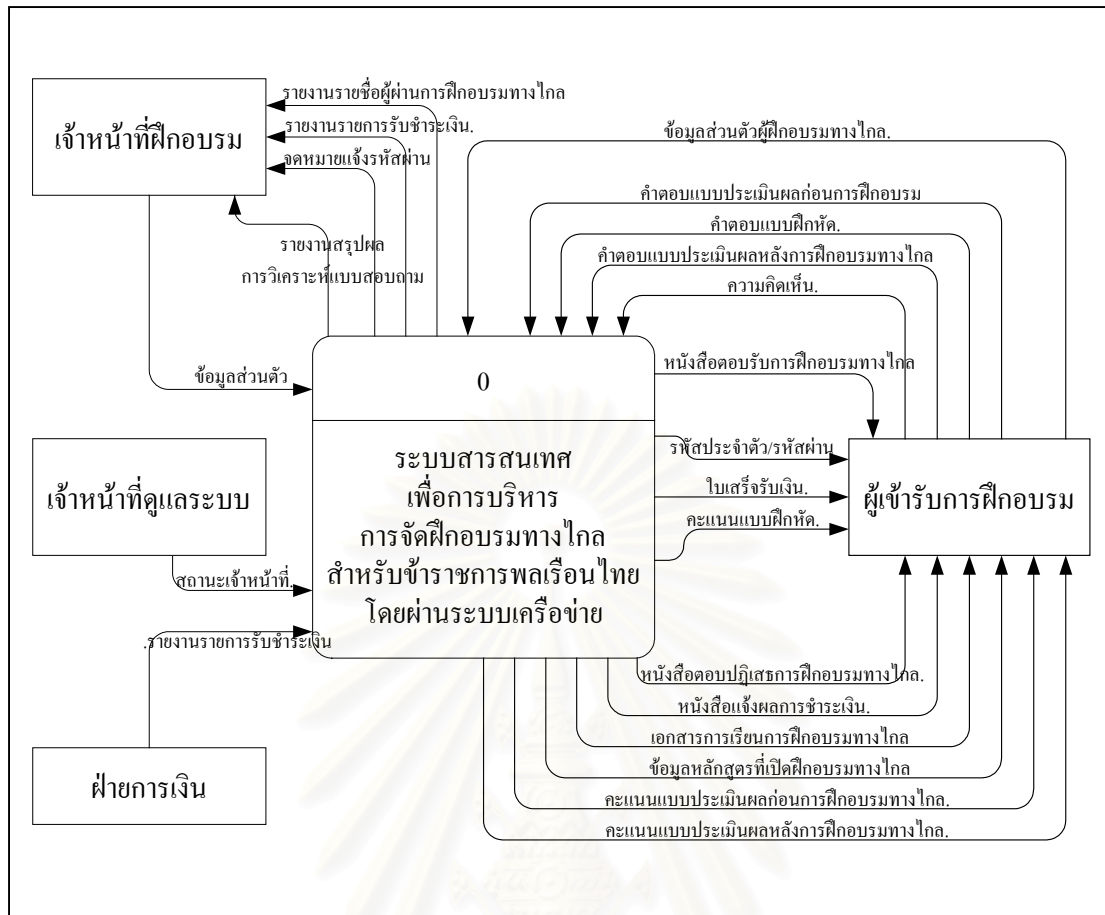 รายงานรายชื่อผู้ผ่านการฝึกอบรมทางไกล
เจ้าหน้าที่ฝึกอบรม
รายงานรายการรับชำระเงิน.
จดหมายแจ้งรหัสผ่าน
ข้อมูลส่วนตัวผู้ฝึกอบรมทางไกล.
คำตอบแบบประเมินผลก่อนการฝึกอบรม
คำตอบแบบฝึกหัด.
คำตอบแบบประเมินผลหลังการฝึกอบรมทางไกล
ความคิดเห็น.
รายงานสรุปผล
การวิเคราะห์แบบสอบถาม
ข้อมูลส่วนตัว
0
หนังสือตอบรับการฝึกอบรมทางไกล
เจ้าหน้าที่ดูแลระบบ
ระบบสารสนเทศ
เพื่อการบริหาร
การจัดฝึกอบรมทางไกล
สำหรับข้าราชการพลเรือนไทย
โดยผ่านระบบเครือข่าย
รหัสประจำตัว/รหัสผ่าน
ใบเสร็จรับเงิน.
คะแนนแบบฝึกหัด.
ผู้เข้ารับการฝึกอบรม
สถานะเจ้าหน้าที่.
.รายงานรายการรับชำระเงิน
ฝ่ายการเงิน
หนังสือตอบปฏิเสธการฝึกอบรมทางไกล.
หนังสือแจ้งผลการชำระเงิน.
เอกสารการเรียนการฝึกอบรมทางไกล
ข้อมูลหลักสูตรที่เปิดฝึกอบรมทางไกล
คะแนนแบบประเมินผลก่อนการฝึกอบรมทางไกล.
คะแนนแบบประเมินผลหลังการฝึกอบรมทางไกล.